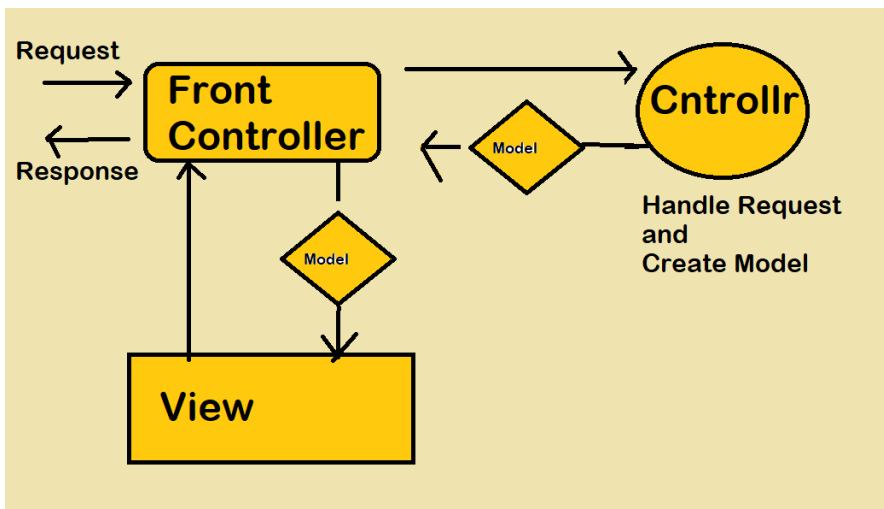 Request
Front
Controller
Response
Cntrollr
Model
Handle Request
and
Create Model
Model
View